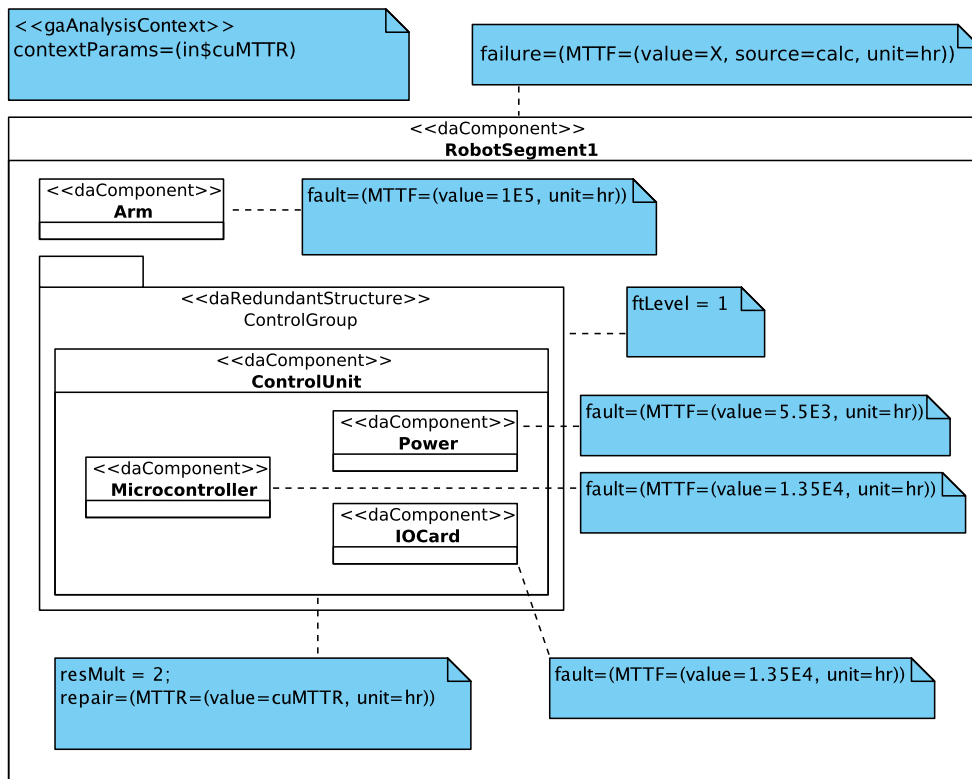 <<gaAnalysisContext>>
contextParams=(in$cuMTTR)
failure=(MTTF=(value=X, source=calc, unit=hr))
<<daComponent>>
RobotSegment1
<<daComponent>>
Arm
fault=(MTTF=(value=1E5, unit=hr))
<<daRedundantStructure>>
ControlGroup
ftLevel = 1
<<daComponent>>
ControlUnit
<<daComponent>>
Power
fault=(MTTF=(value=5.5E3, unit=hr))
<<daComponent>>
Microcontroller
fault=(MTTF=(value=1.35E4, unit=hr))
<<daComponent>>
IOCard
resMult = 2;
repair=(MTTR=(value=cuMTTR, unit=hr))
fault=(MTTF=(value=1.35E4, unit=hr))